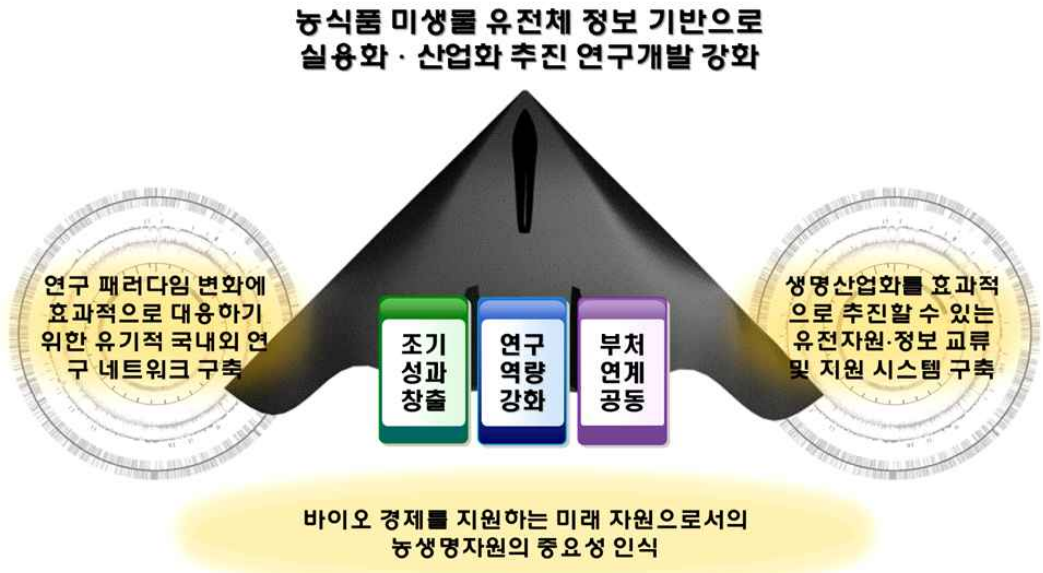 농식품 미생물 유전체 정보 기반으로
실용화 · 산업화 추진 연구개발 강화
연구 패러다임 변화에
효과적으로 대응하기
위한 유기적 국내외 연
구 네트워크 구축
조기
성과
창출
연구
역량
강화
부처
연계
공동
생명산업화를 효과적
으로 추진할 수 있는
유전자원·정보 교류
및 지원 시스템 구축
바이오 경제를 지원하는 미래 자원으로서의
농생명자원의 중요성 인식